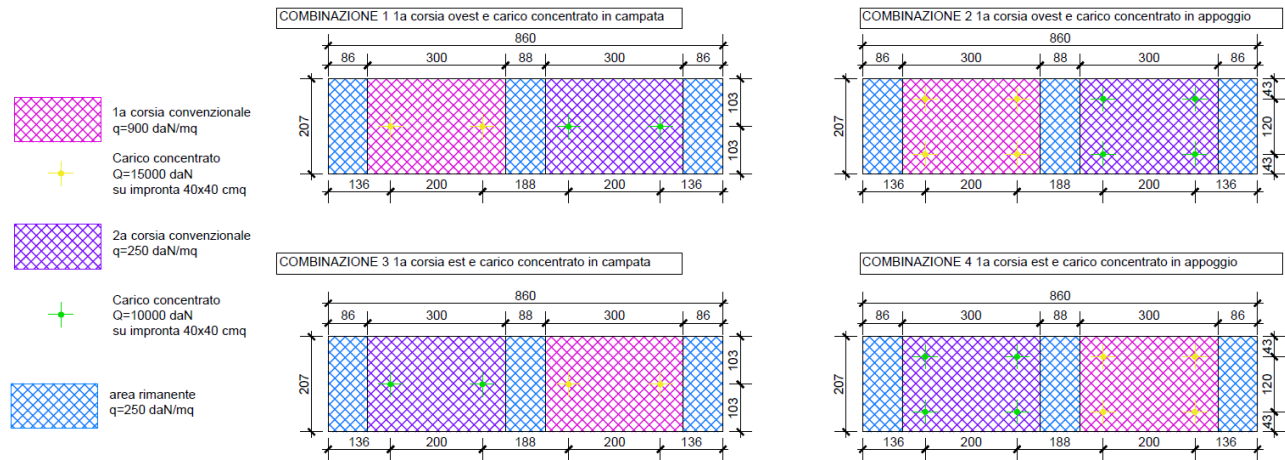 COMBINAZIONE 1 1a corsia ovest e carico concentrato in campata
860
86 300 88 300 86
207
103
103
136 200 188 200 136
COMBINAZIONE 2 1a corsia ovest e carico concentrato in appoggio
860
86 300 88 300 86
207
43
120
43
136 200 188 200 136
1a corsia convenzionale
q=900 daN/mq
Carico concentrato
Q=15000 daN
su impronta 40x40 cmq
2a corsia convenzionale
q=250 daN/mq
Carico concentrato
Q=10000 daN
su impronta 40x40 cmq
area rimanente
q=250 daN/mq
COMBINAZIONE 3 1a corsia est e carico concentrato in campata
860
86 300 88 300 86
207
103
103
136 200 188 200 136
COMBINAZIONE 4 1a corsia est e carico concentrato in appoggio
860
86 300 88 300 86
207
43
120
43
136 200 188 200 136